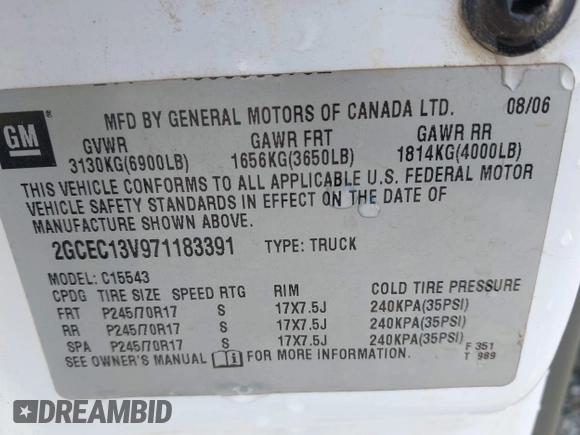 GM ®
MFD BY GENERAL MOTORS OF CANADA LTD. 08/06
GVWR GAWR FRT GAWR RR
3130KG(6900LB) 1656KG(3650LB) 1814KG(4000LB)
THIS VEHICLE CONFORMS TO ALL APPLICABLE U.S. FEDERAL MOTOR
VEHICLE SAFETY STANDARDS IN EFFECT ON THE DATE OF
MANUFACTURE SHOWN ABOVE.
2GCEC13V971183391 TYPE: TRUCK
MODEL: C15543
CPDG TIRE SIZE SPEED RTG RIM COLD TIRE PRESSURE
FRT P245/70R17 S 17X7.5J 240KPA(35PSI)
RR P245/70R17 S 17X7.5J 240KPA(35PSI)
SPA P245/70R17 S 17X7.5J 240KPA(35PSI)
SEE OWNER'S MANUAL i FOR MORE INFORMATION.
F 351
T 989
DREAMBID